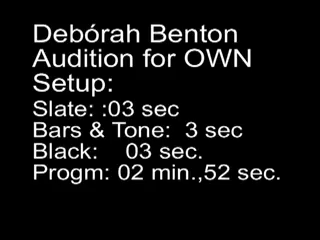 Debórah Benton
Audition for OWN
Setup:
Slate: :03 sec
Bars & Tone:  3 sec
Black:    03 sec.
Progm: 02 min.,52 sec.